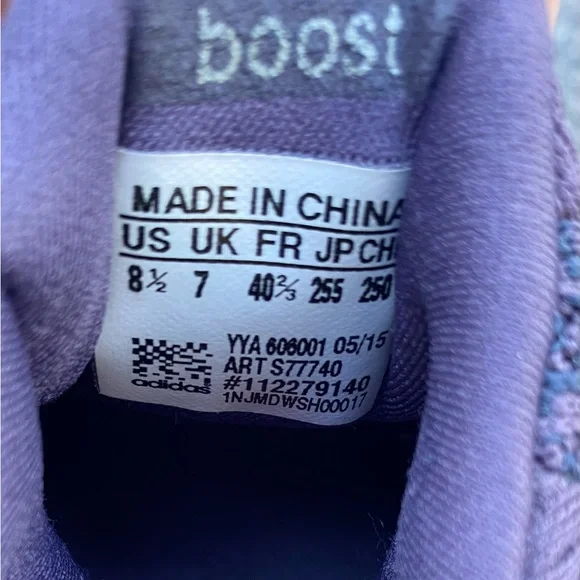 boost
MADE IN CHINA
US UK FR JP CH
8½ 7 40⅔ 255 250
YYA 606001 05/15
ART S77740
adidas #112279140
1NJMDWSH00017